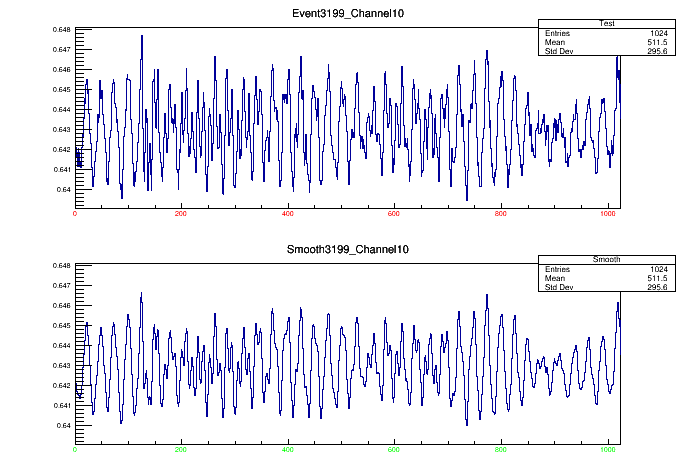 Event3199_Channel10
Test
Entries 1024
Mean 511.5
Std Dev 295.6
0.648
0.647
0.646
0.645
0.644
0.643
0.642
0.641
0.64
0 200 400 600 800 1000
Smooth3199_Channel10
Smooth
Entries 1024
Mean 511.5
Std Dev 295.6
0.648
0.647
0.646
0.645
0.644
0.643
0.642
0.641
0.64
0 200 400 600 800 1000